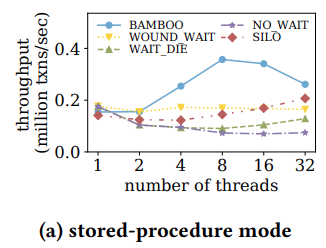 BAMBOO
WOUND_WAIT
WAIT_DIE
NO_WAIT
SILO
throughput
(million txns/sec)
0.4
0.2
0.0
1 2 4 8 16 32
number of threads
(a) stored-procedure mode